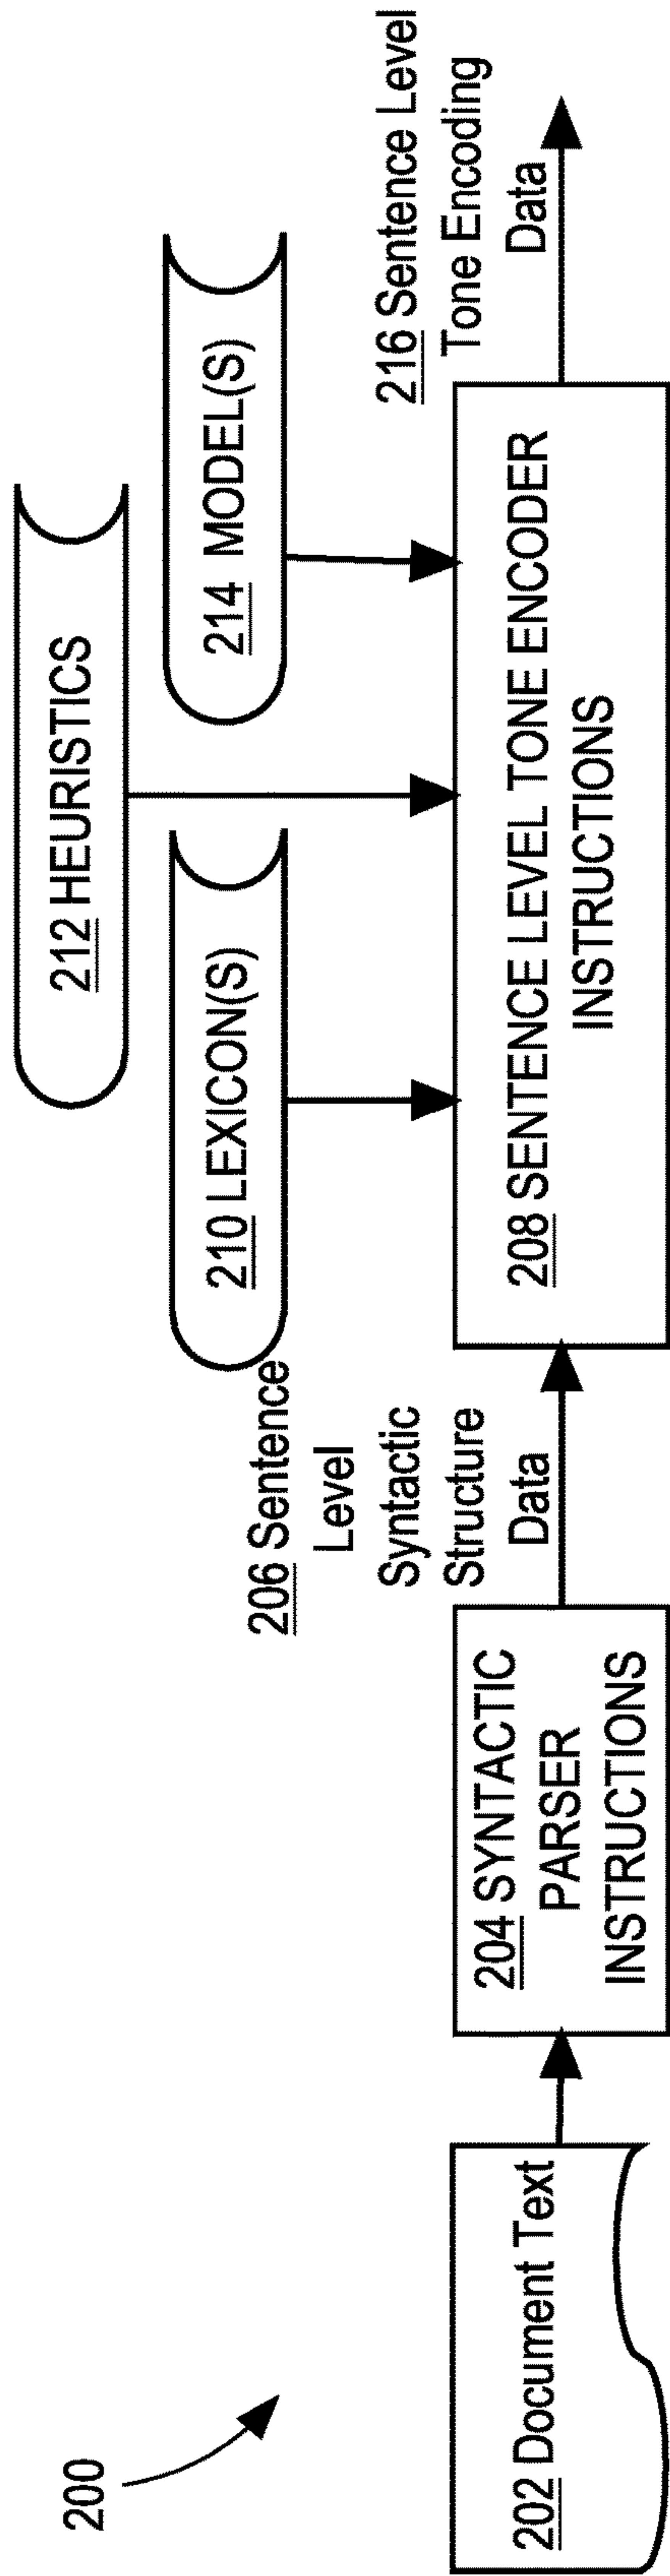 200
212 HEURISTICS
210 LEXICON(S)
214 MODEL(S)
206 Sentence
Level
Syntactic
Structure
Data
216 Sentence Level
Tone Encoding
Data
202 Document Text
204 SYNTACTIC
PARSER
INSTRUCTIONS
208 SENTENCE LEVEL TONE ENCODER
INSTRUCTIONS